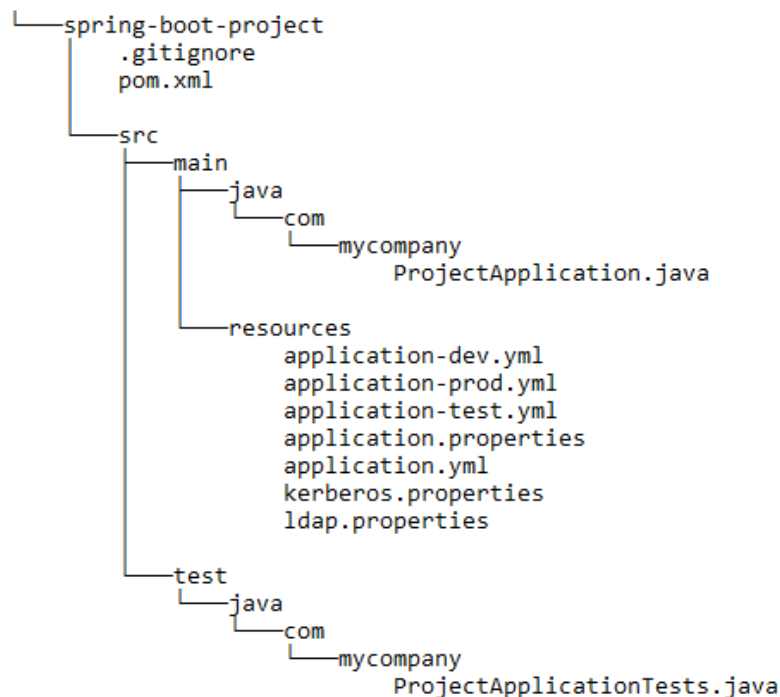 spring-boot-project
.gitignore
pom.xml
src
main
java
com
mycompany
ProjectApplication.java
resources
application-dev.yml
application-prod.yml
application-test.yml
application.properties
application.yml
kerberos.properties
ldap.properties
test
java
com
mycompany
ProjectApplicationTests.java